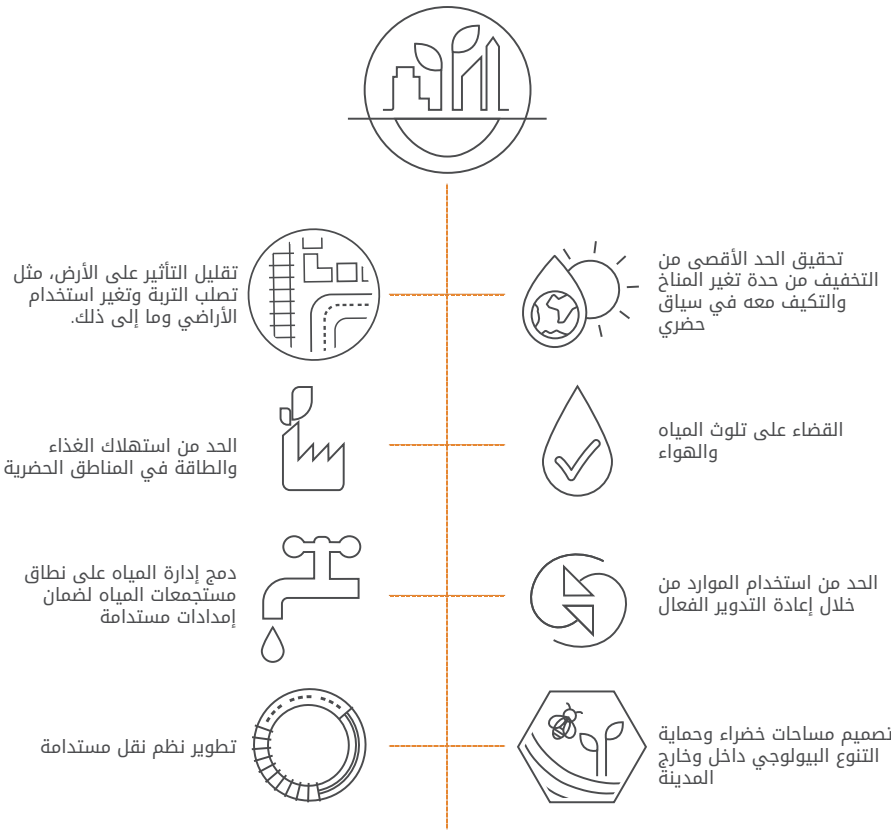 تحقيق الحد الأقصى من
التخفيف من حدة تغير المناخ
والتكيف معه في سياق
حضري
تقليل التأثير على الأرض، مثل
تصلب التربة وتغير استخدام
الأراضي وما إلى ذلك.
القضاء على تلوث المياه
والهواء
الحد من استهلاك الغذاء
والطاقة في المناطق الحضرية
الحد من استخدام الموارد من
خلال إعادة التدوير الفعال
دمج إدارة المياه على نطاق
مستجمعات المياه لضمان
إمدادات مستدامة
تصميم مساحات خضراء وحماية
التنوع البيولوجي داخل وخارج
المدينة
تطوير نظم نقل مستدامة